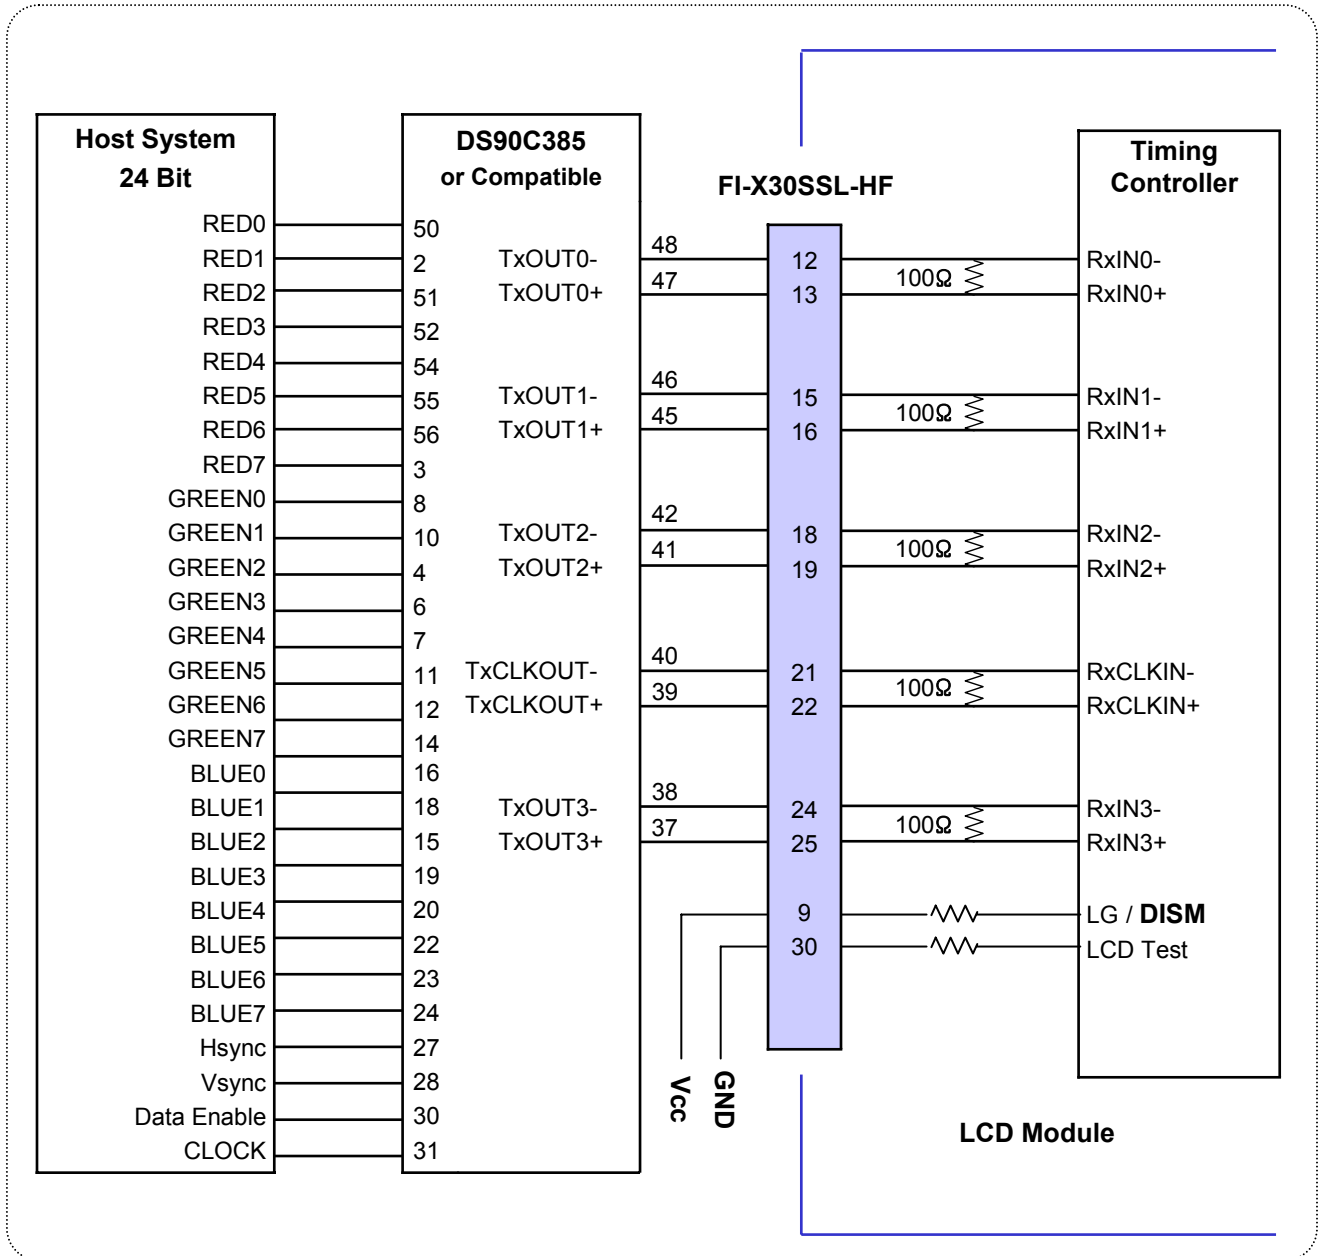 Host System
24 Bit
RED0
RED1
RED2
RED3
RED4
RED5
RED6
RED7
GREEN0
GREEN1
GREEN2
GREEN3
GREEN4
GREEN5
GREEN6
GREEN7
BLUE0
BLUE1
BLUE2
BLUE3
BLUE4
BLUE5
BLUE6
BLUE7
Hsync
Vsync
Data Enable
CLOCK
DS90C385
or Compatible
50
2
51
52
54
55
56
3
8
10
4
6
7
11
12
14
16
18
15
19
20
22
23
24
27
28
30
31
TxOUT0-
TxOUT0+
TxOUT1-
TxOUT1+
TxOUT2-
TxOUT2+
TxCLKOUT-
TxCLKOUT+
TxOUT3-
TxOUT3+
48
47
46
45
42
41
40
39
38
37
Vcc
GND
FI-X30SSL-HF
12
13
15
16
18
19
21
22
24
25
9
30
100Ω
100Ω
100Ω
100Ω
100Ω
Timing
Controller
RxIN0-
RxIN0+
RxIN1-
RxIN1+
RxIN2-
RxIN2+
RxCLKIN-
RxCLKIN+
RxIN3-
RxIN3+
LG / DISM
LCD Test
LCD Module